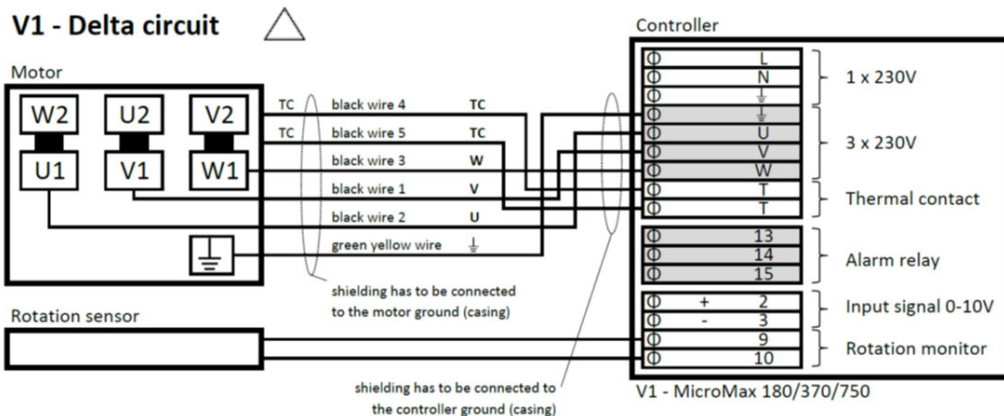 V1 - Delta circuit
Controller
Motor
W2 U2 V2
U1 V1 W1
TC black wire 4 TC
TC black wire 5 TC
black wire 3 W
black wire 1 V
black wire 2 U
green yellow wire ⏚
shielding has to be connected
to the motor ground (casing)
L
N
⏚
1 x 230V
⏚
U
V
W
3 x 230V
T
T
Thermal contact
13
14
15
Alarm relay
+ 2
- 3
Input signal 0-10V
9
10
Rotation monitor
Rotation sensor
shielding has to be connected to
the controller ground (casing)
V1 - MicroMax 180/370/750